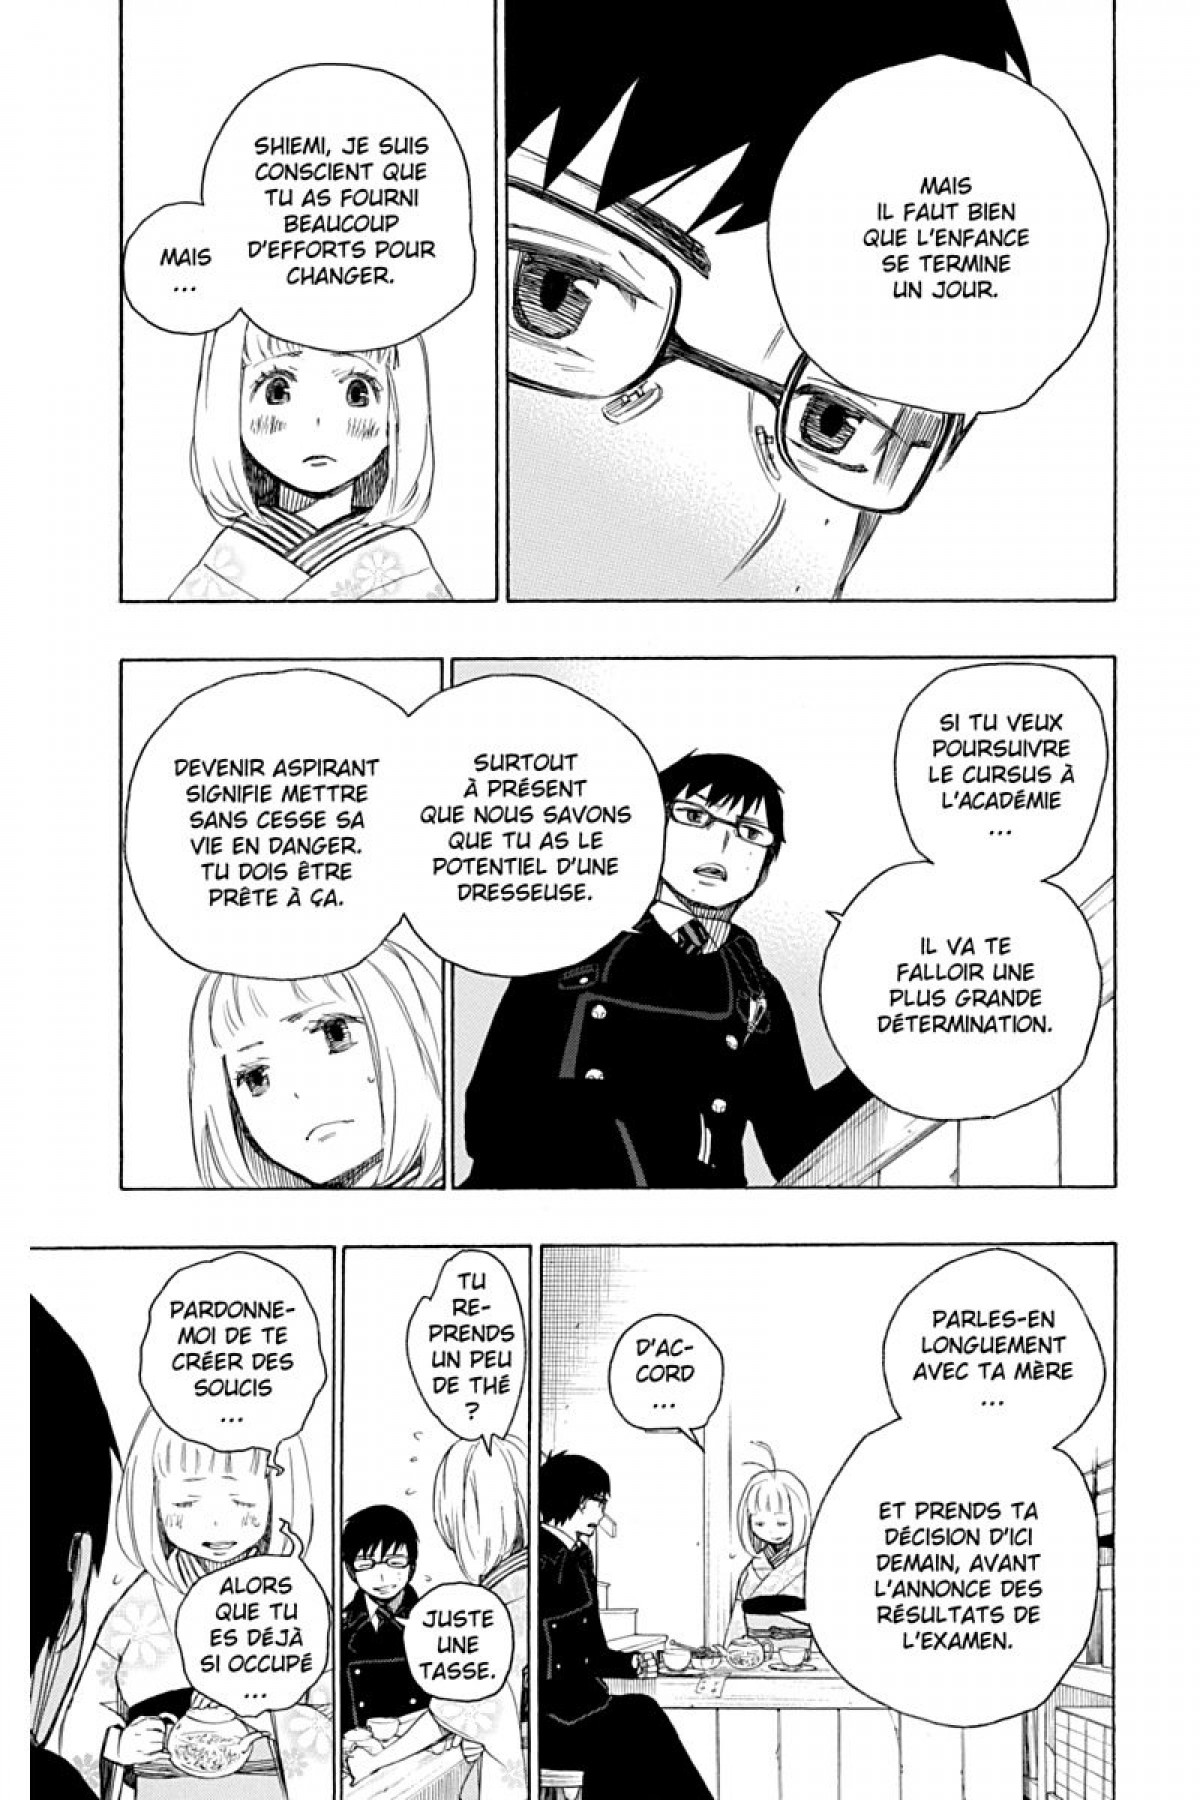 MAIS
IL FAUT BIEN
QUE L'ENFANCE
SE TERMINE
UN JOUR.
SHIEMI, JE SUIS
CONSCIENT QUE
TU AS FOURNI
BEAUCOUP
D'EFFORTS POUR
CHANGER.
MAIS
...
SI TU VEUX
POURSUIVRE
LE CURSUS À
L'ACADÉMIE
...
IL VA TE
FALLOIR UNE
PLUS GRANDE
DÉTERMINATION.
SURTOUT
À PRÉSENT
QUE NOUS SAVONS
QUE TU AS LE
POTENTIEL D'UNE
DRESSEUSE.
DEVENIR ASPIRANT
SIGNIFIE METTRE
SANS CESSE SA
VIE EN DANGER.
TU DOIS ÊTRE
PRÊTE À ÇA.
PARLES-EN
LONGUEMENT
AVEC TA MÈRE
...
ET PRENDS TA
DÉCISION D'ICI
DEMAIN, AVANT
L'ANNONCE DES
RÉSULTATS DE
L'EXAMEN.
D'AC-
CORD
...
TU
RE-
PRENDS
UN PEU
DE THÉ
?
JUSTE
UNE
TASSE.
PARDONNE-
MOI DE TE
CRÉER DES
SOUCIS
...
ALORS
QUE TU
ES DÉJÀ
SI OCCUPÉ
...